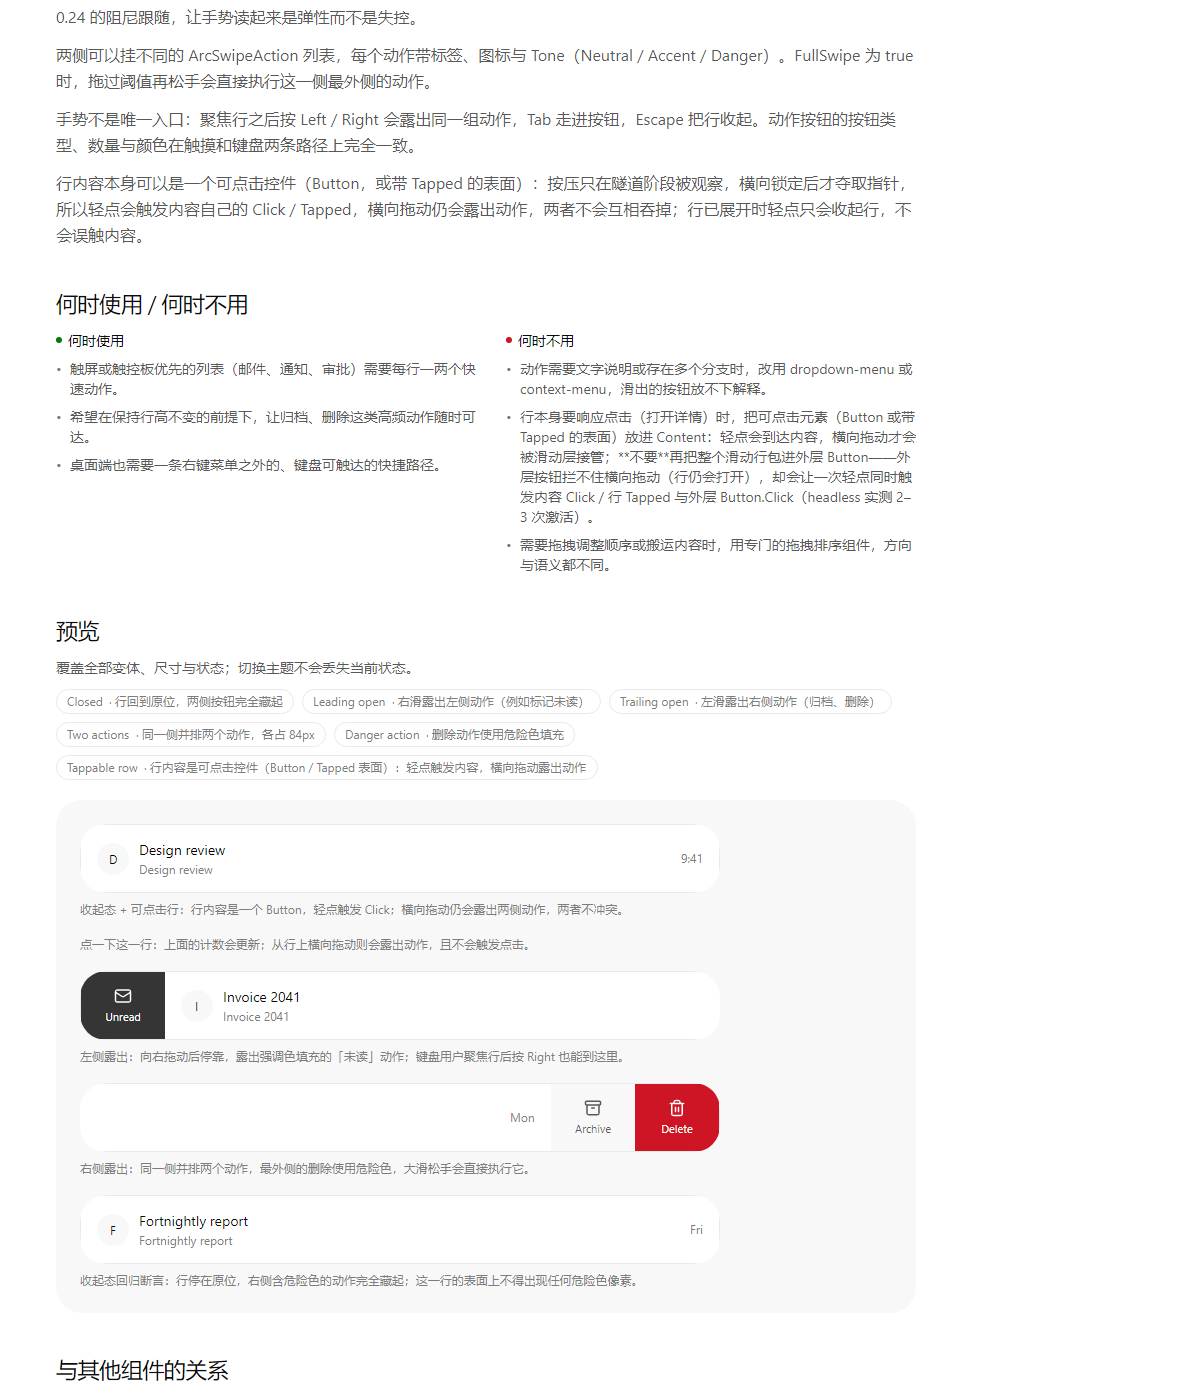 0.24 的阻尼跟随，让手势读起来是弹性而不是失控。
两侧可以挂不同的 ArcSwipeAction 列表，每个动作带标签、图标与 Tone（Neutral / Accent / Danger）。FullSwipe 为 true
时，拖过阈值再松手会直接执行这一侧最外侧的动作。
手势不是唯一入口：聚焦行之后按 Left / Right 会露出同一组动作，Tab 走进按钮，Escape 把行收起。动作按钮的按钮类
型、数量与颜色在触摸和键盘两条路径上完全一致。
行内容本身可以是一个可点击控件（Button，或带 Tapped 的表面）：按压只在隧道阶段被观察，横向锁定后才夺取指针，
所以轻点会触发内容自己的 Click / Tapped，横向拖动仍会露出动作，两者不会互相吞掉；行已展开时轻点只会收起行，不
会误触内容。
何时使用 / 何时不用
何时使用
• 触屏或触控板优先的列表（邮件、通知、审批）需要每行一两个快
速动作。
• 希望在保持行高不变的前提下，让归档、删除这类高频动作随时可
达。
• 桌面端也需要一条右键菜单之外的、键盘可触达的快捷路径。
何时不用
• 动作需要文字说明或存在多个分支时，改用 dropdown-menu 或
context-menu，滑出的按钮放不下解释。
• 行本身要响应点击（打开详情）时，把可点击元素（Button 或带
Tapped 的表面）放进 Content：轻点会到达内容，横向拖动才会
被滑动层接管；**不要**再把整个滑动行包进外层 Button——外
层按钮拦不住横向拖动（行仍会打开），却会让一次轻点同时触
发内容 Click / 行 Tapped 与外层 Button.Click（headless 实测 2–
3 次激活）。
• 需要拖拽调整顺序或搬运内容时，用专门的拖拽排序组件，方向
与语义都不同。
预览
覆盖全部变体、尺寸与状态；切换主题不会丢失当前状态。
Closed · 行回到原位，两侧按钮完全藏起
Leading open · 右滑露出左侧动作（例如标记未读）
Trailing open · 左滑露出右侧动作（归档、删除）
Two actions · 同一侧并排两个动作，各占 84px
Danger action · 删除动作使用危险色填充
Tappable row · 行内容是可点击控件（Button / Tapped 表面）：轻点触发内容，横向拖动露出动作
D
Design review
Design review
9:41
收起态 + 可点击行：行内容是一个 Button，轻点触发 Click；横向拖动仍会露出两侧动作，两者不冲突。
点一下这一行：上面的计数会更新；从行上横向拖动则会露出动作，且不会触发点击。
Unread
I
Invoice 2041
Invoice 2041
左侧露出：向右拖动后停靠，露出强调色填充的「未读」动作；键盘用户聚焦行后按 Right 也能到这里。
Mon
Archive
Delete
右侧露出：同一侧并排两个动作，最外侧的删除使用危险色，大滑松手会直接执行它。
F
Fortnightly report
Fortnightly report
Fri
收起态回归断言：行停在原位，右侧含危险色的动作完全藏起；这一行的表面上不得出现任何危险色像素。
与其他组件的关系